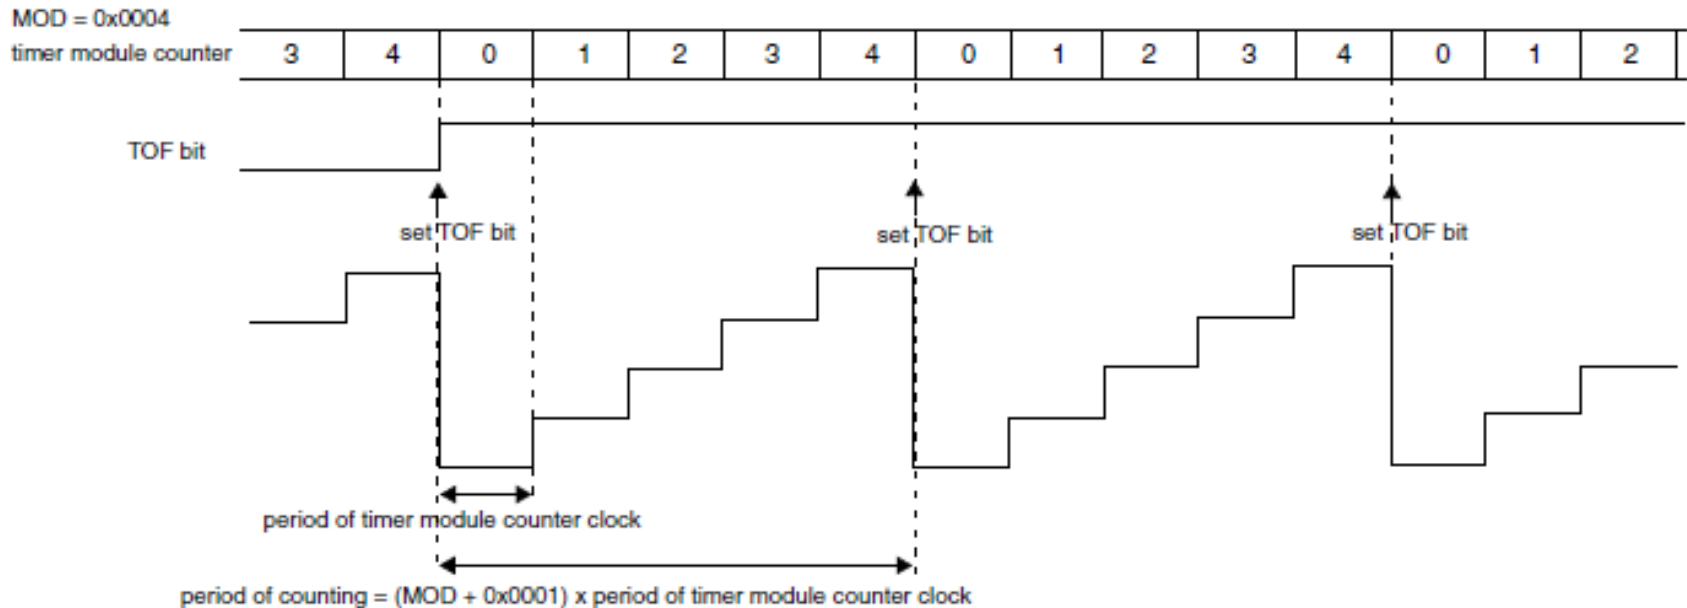 MOD = 0x0004
timer module counter 3 4 0 1 2 3 4 0 1 2 3 4 0 1 2
TOF bit
set TOF bit set TOF bit set TOF bit
period of timer module counter clock
period of counting = (MOD + 0x0001) x period of timer module counter clock